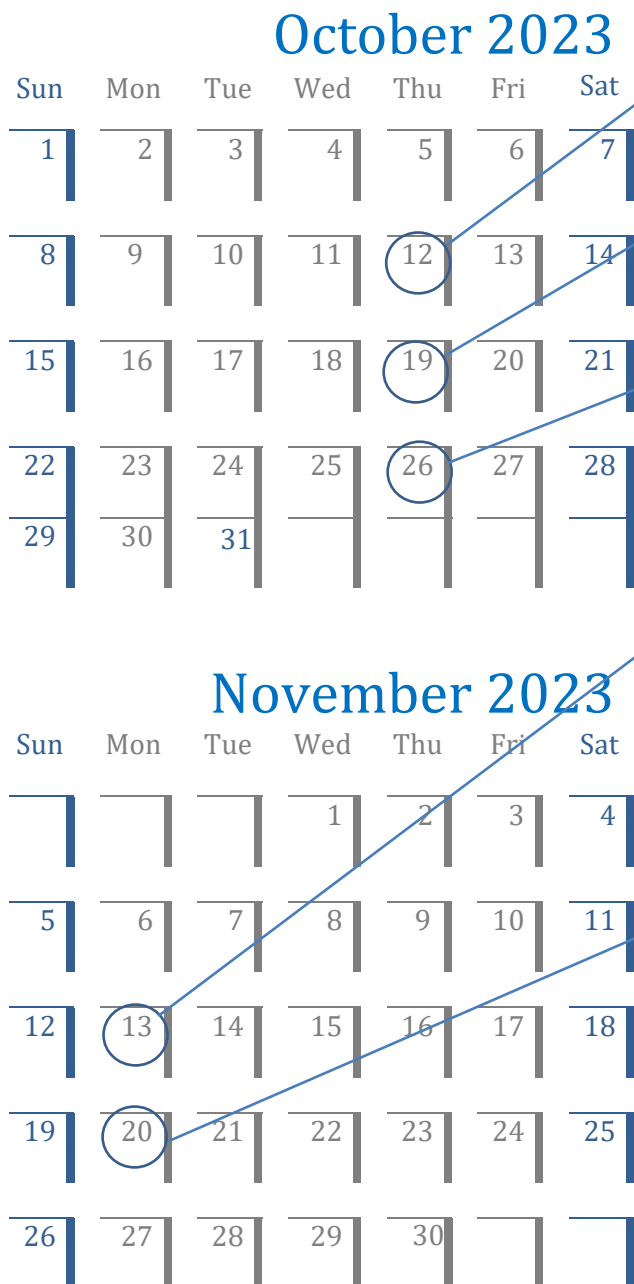 October 2023
Sun Mon Tue Wed Thu Fri Sat
1 2 3 4 5 6 7
8 9 10 11 12 13 14
15 16 17 18 19 20 21
22 23 24 25 26 27 28
29 30 31
November 2023
Sun Mon Tue Wed Thu Fri Sat
1 2 3 4
5 6 7 8 9 10 11
12 13 14 15 16 17 18
19 20 21 22 23 24 25
26 27 28 29 30